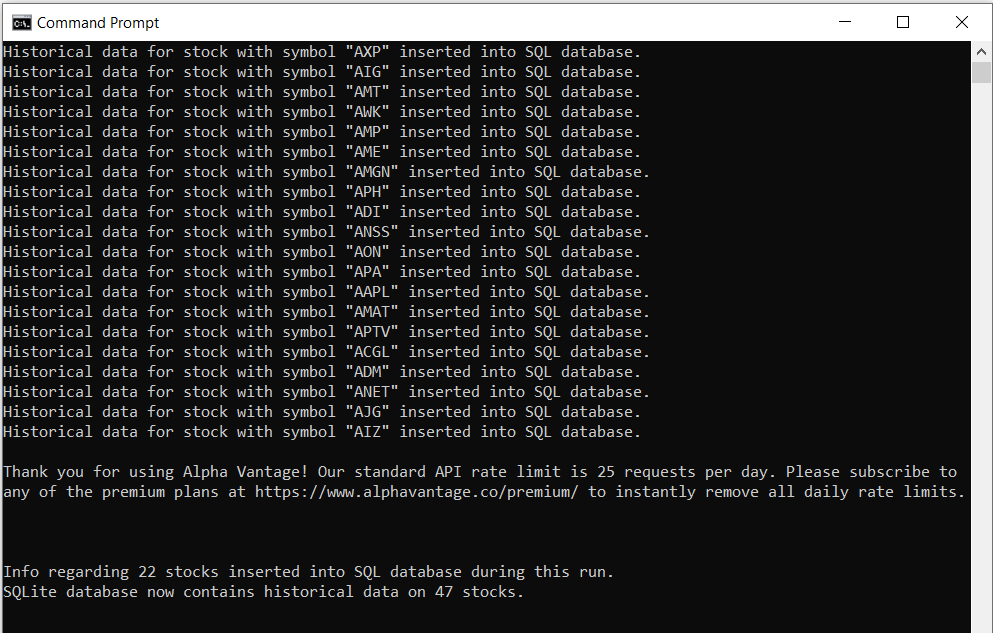 Command Prompt
Historical data for stock with symbol "AXP" inserted into SQL database.
Historical data for stock with symbol "AIG" inserted into SQL database.
Historical data for stock with symbol "AMT" inserted into SQL database.
Historical data for stock with symbol "AWK" inserted into SQL database.
Historical data for stock with symbol "AMP" inserted into SQL database.
Historical data for stock with symbol "AME" inserted into SQL database.
Historical data for stock with symbol "AMGN" inserted into SQL database.
Historical data for stock with symbol "APH" inserted into SQL database.
Historical data for stock with symbol "ADI" inserted into SQL database.
Historical data for stock with symbol "ANSS" inserted into SQL database.
Historical data for stock with symbol "AON" inserted into SQL database.
Historical data for stock with symbol "APA" inserted into SQL database.
Historical data for stock with symbol "AAPL" inserted into SQL database.
Historical data for stock with symbol "AMAT" inserted into SQL database.
Historical data for stock with symbol "APTV" inserted into SQL database.
Historical data for stock with symbol "ACGL" inserted into SQL database.
Historical data for stock with symbol "ADM" inserted into SQL database.
Historical data for stock with symbol "ANET" inserted into SQL database.
Historical data for stock with symbol "AJG" inserted into SQL database.
Historical data for stock with symbol "AIZ" inserted into SQL database.
Thank you for using Alpha Vantage! Our standard API rate limit is 25 requests per day. Please subscribe to
any of the premium plans at https://www.alphavantage.co/premium/ to instantly remove all daily rate limits.
Info regarding 22 stocks inserted into SQL database during this run.
SQLite database now contains historical data on 47 stocks.